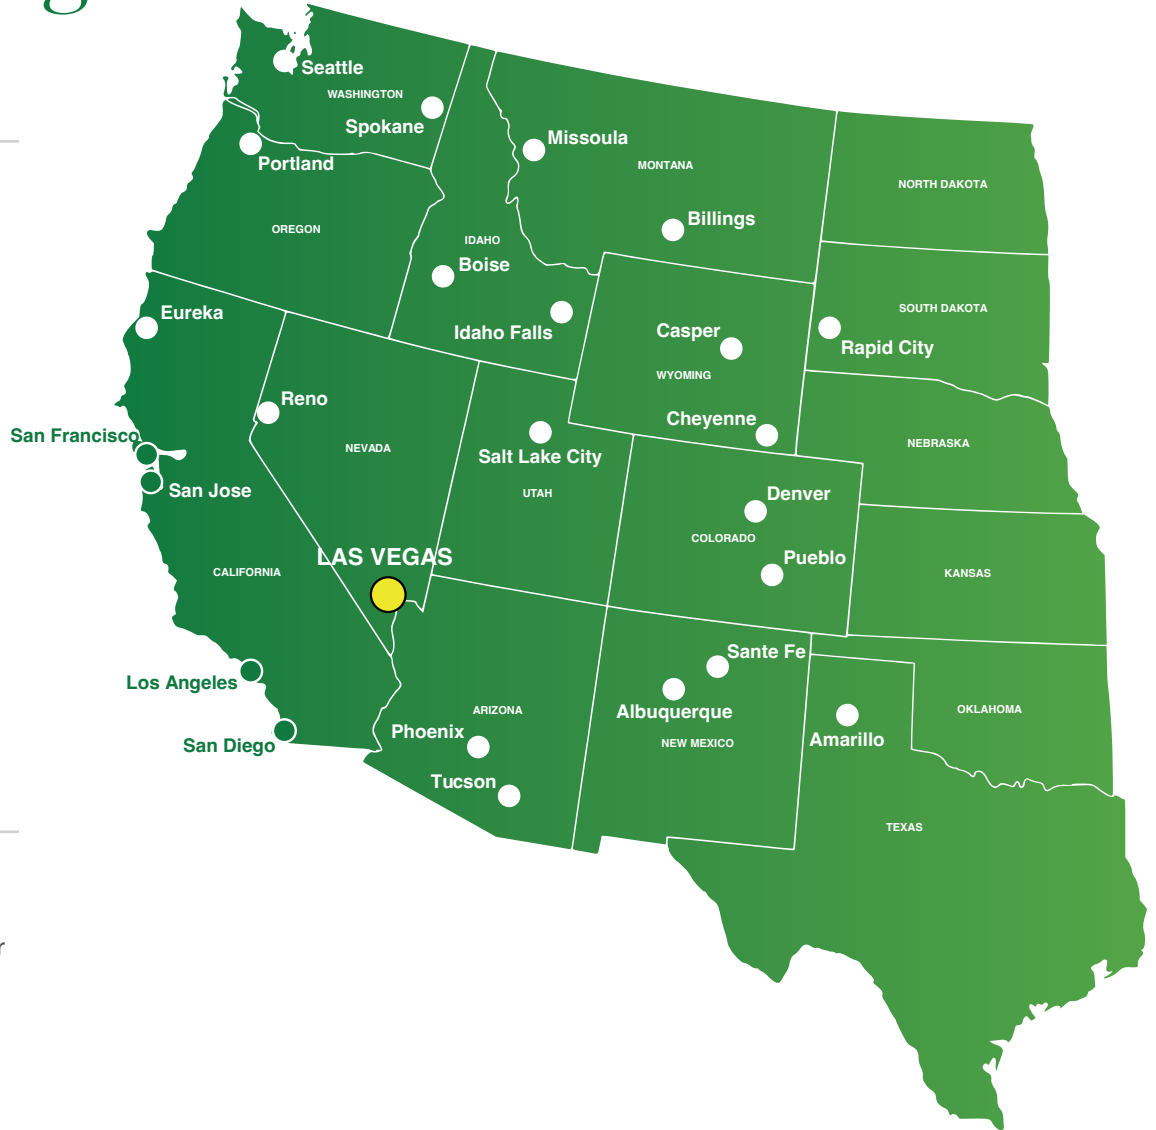 g
Seattle
WASHINGTON
Spokane
Missoula
Portland
MONTANA
NORTH DAKOTA
Billings
OREGON
IDAHO
Boise
SOUTH DAKOTA
Eureka
Idaho Falls
Casper
Rapid City
WYOMING
Reno
Cheyenne
San Francisco
NEVADA
Salt Lake City
NEBRASKA
San Jose
UTAH
Denver
COLORADO
LAS VEGAS
Pueblo
CALIFORNIA
KANSAS
Sante Fe
Los Angeles
ARIZONA
Albuquerque
OKLAHOMA
Phoenix
NEW MEXICO
Amarillo
San Diego
Tucson
TEXAS
r